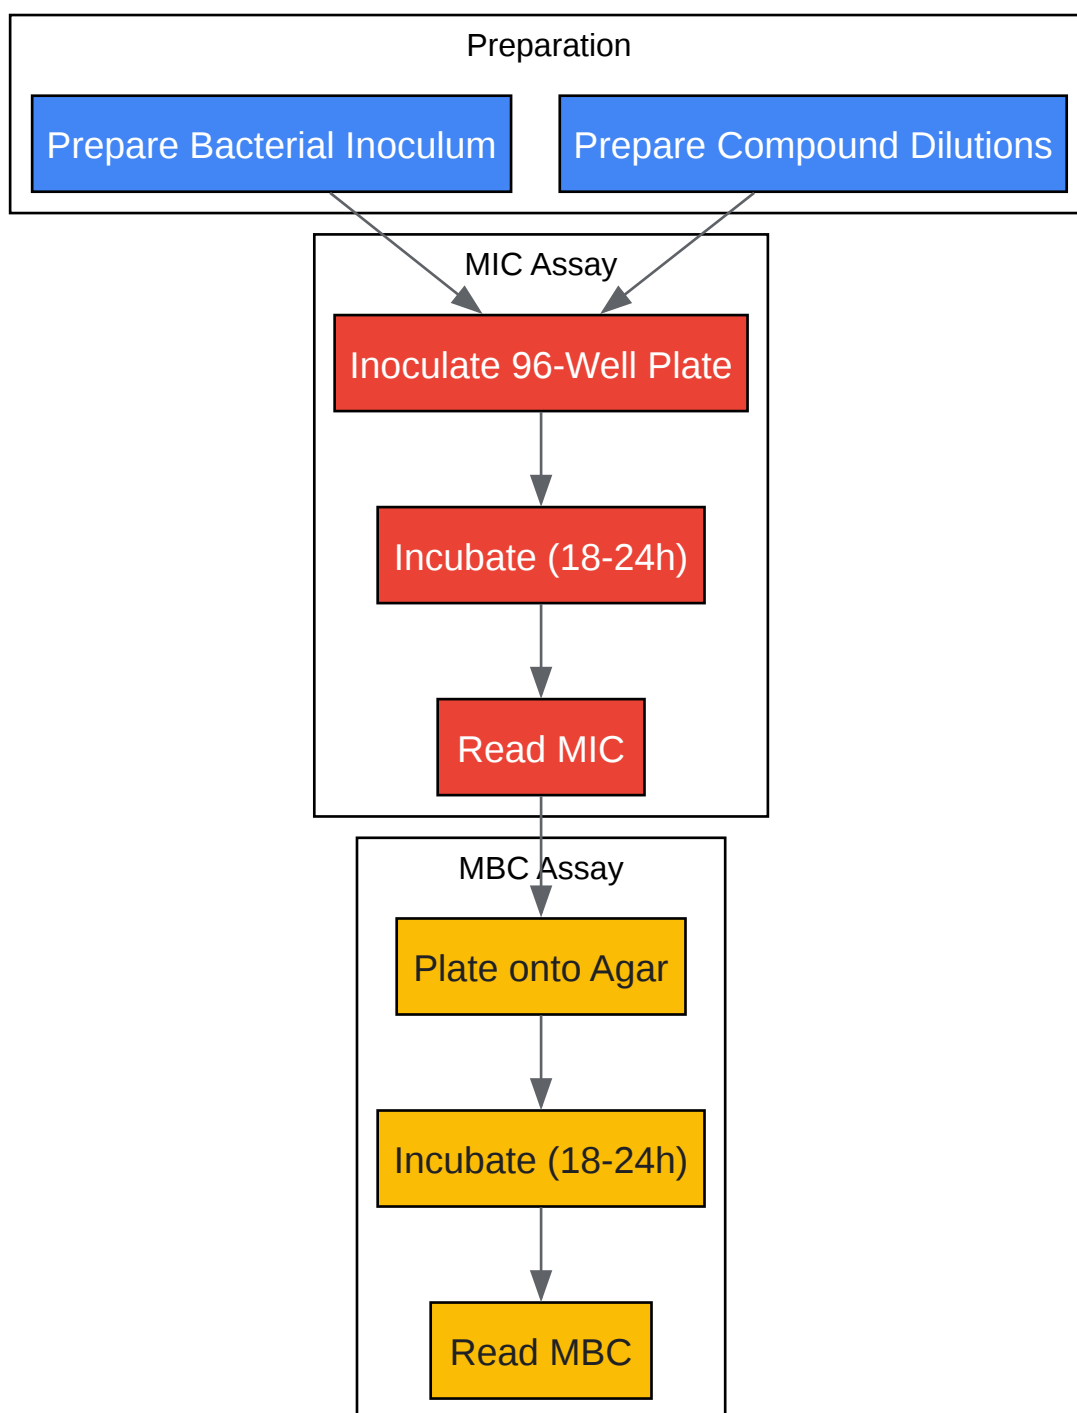 Preparation
Prepare Bacterial Inoculum
Prepare Compound Dilutions
MIC Assay
Inoculate 96-Well Plate
Incubate (18-24h)
Read MIC
MBC Assay
Plate onto Agar
Incubate (18-24h)
Read MBC